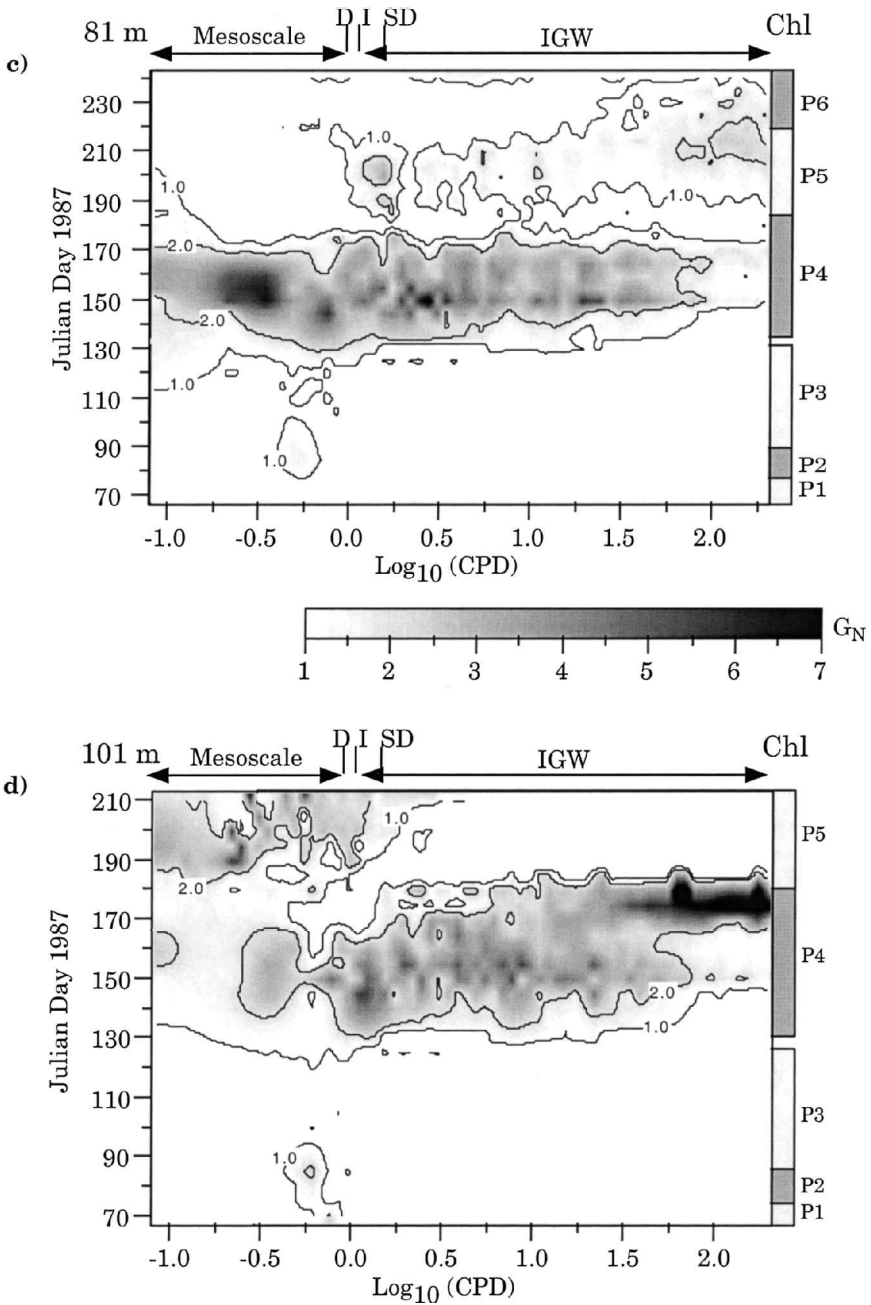 D I SD
81 m Mesoscale IGW Chl
c)
230
210
190
170
150
130
110
90
70
Julian Day 1987
1.0
1.0
1.0
2.0
2.0
1.0
1.0
P6
P5
P4
P3
P2
P1
-1.0 -0.5 0.0 0.5 1.0 1.5 2.0
Log10 (CPD)
GN
1 2 3 4 5 6 7
D I SD
101 m Mesoscale IGW Chl
d)
210
190
170
150
130
110
90
70
Julian Day 1987
1.0
2.0
2.0
1.0
1.0
P5
P4
P3
P2
P1
-1.0 -0.5 0.0 0.5 1.0 1.5 2.0
Log10 (CPD)